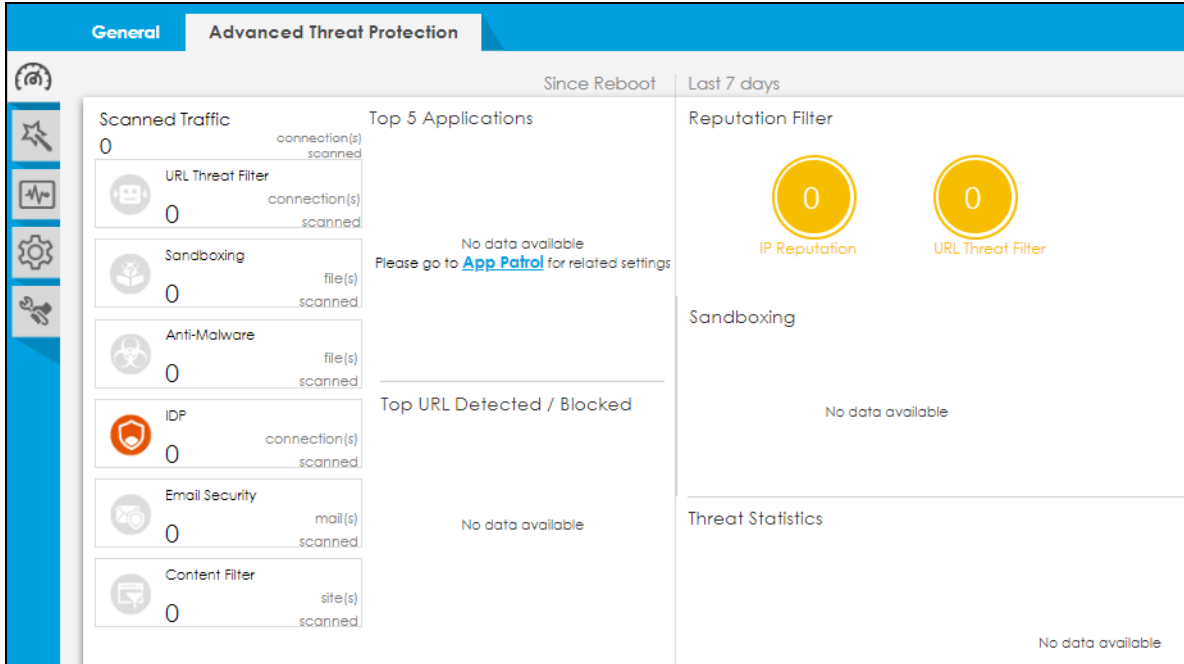 General
Advanced Threat Protection
Since Reboot
Last 7 days
Scanned Traffic
0
connection(s)
scanned
URL Threat Filter
0
connection(s)
scanned
Sandboxing
0
file(s)
scanned
Anti-Malware
0
file(s)
scanned
IDP
0
connection(s)
scanned
Email Security
0
mail(s)
scanned
Content Filter
0
site(s)
scanned
Top 5 Applications
No data available
Please go to App Patrol for related settings
Top URL Detected / Blocked
No data available
Reputation Filter
0
IP Reputation
0
URL Threat Filter
Sandboxing
No data available
Threat Statistics
No data available